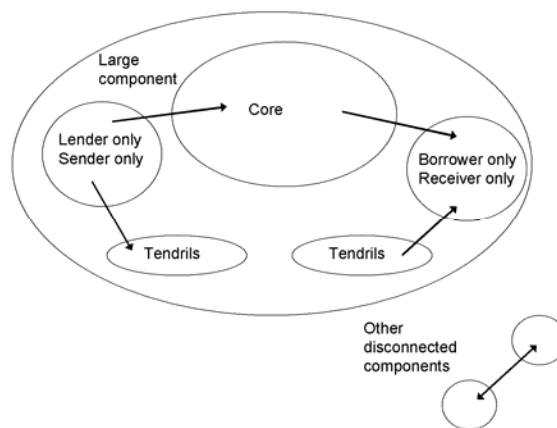 Large
component
Core
Lender only
Sender only
Borrower only
Receiver only
Tendrils
Tendrils
Other
disconnected
components